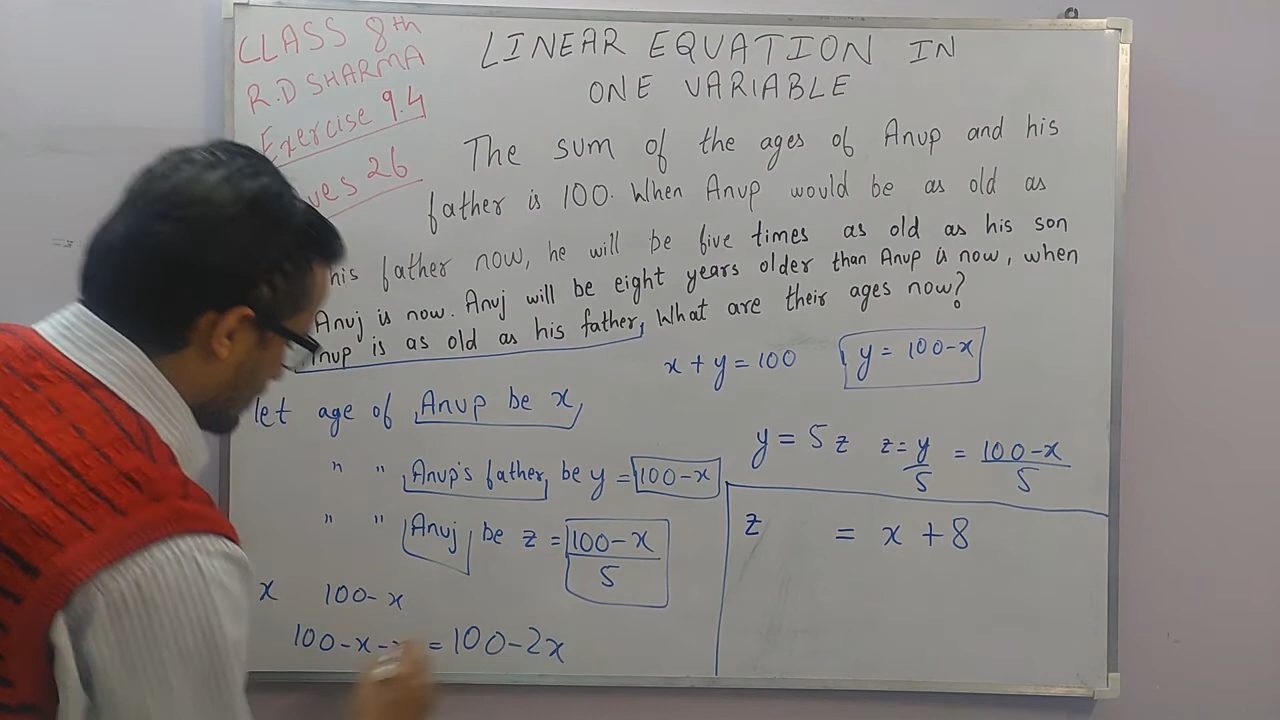 CLASS 8th
R.D SHARMA
Exercise 9.4
ues 26
LINEAR EQUATION IN
ONE VARIABLE
The sum of the ages of Anup and his
father is 100. When Anup would be as old as
his father now, he will be five times as old as his son
Anuj is now. Anuj will be eight years older than Anup is now, when
nup is as old as his father, What are their ages now?
x + y = 100 y = 100-x
let age of Anup be x,
" " Anup's father, be y = 100-x
" " Anuj be z = 100-x/5
y = 5z z = y/5 = 100-x/5
z = x + 8
x 100-x
100-x- = 100-2x